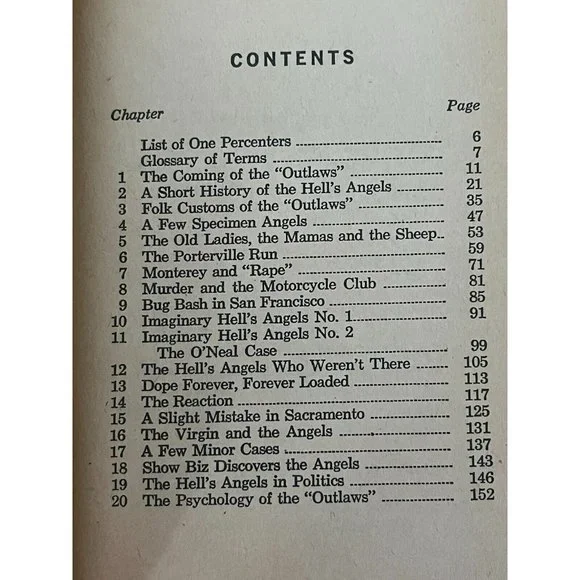 CONTENTS
Chapter Page
List of One Percenters 6
Glossary of Terms 7
1 The Coming of the “Outlaws” 11
2 A Short History of the Hell’s Angels 21
3 Folk Customs of the “Outlaws” 35
4 A Few Specimen Angels 47
5 The Old Ladies, the Mamas and the Sheep 53
6 The Porterville Run 59
7 Monterey and “Rape” 71
8 Murder and the Motorcycle Club 81
9 Bug Bash in San Francisco 85
10 Imaginary Hell’s Angels No. 1 91
11 Imaginary Hell’s Angels No. 2
The O’Neal Case 99
12 The Hell’s Angels Who Weren’t There 105
13 Dope Forever, Forever Loaded 113
14 The Reaction 117
15 A Slight Mistake in Sacramento 125
16 The Virgin and the Angels 131
17 A Few Minor Cases 137
18 Show Biz Discovers the Angels 143
19 The Hell’s Angels in Politics 146
20 The Psychology of the “Outlaws” 152